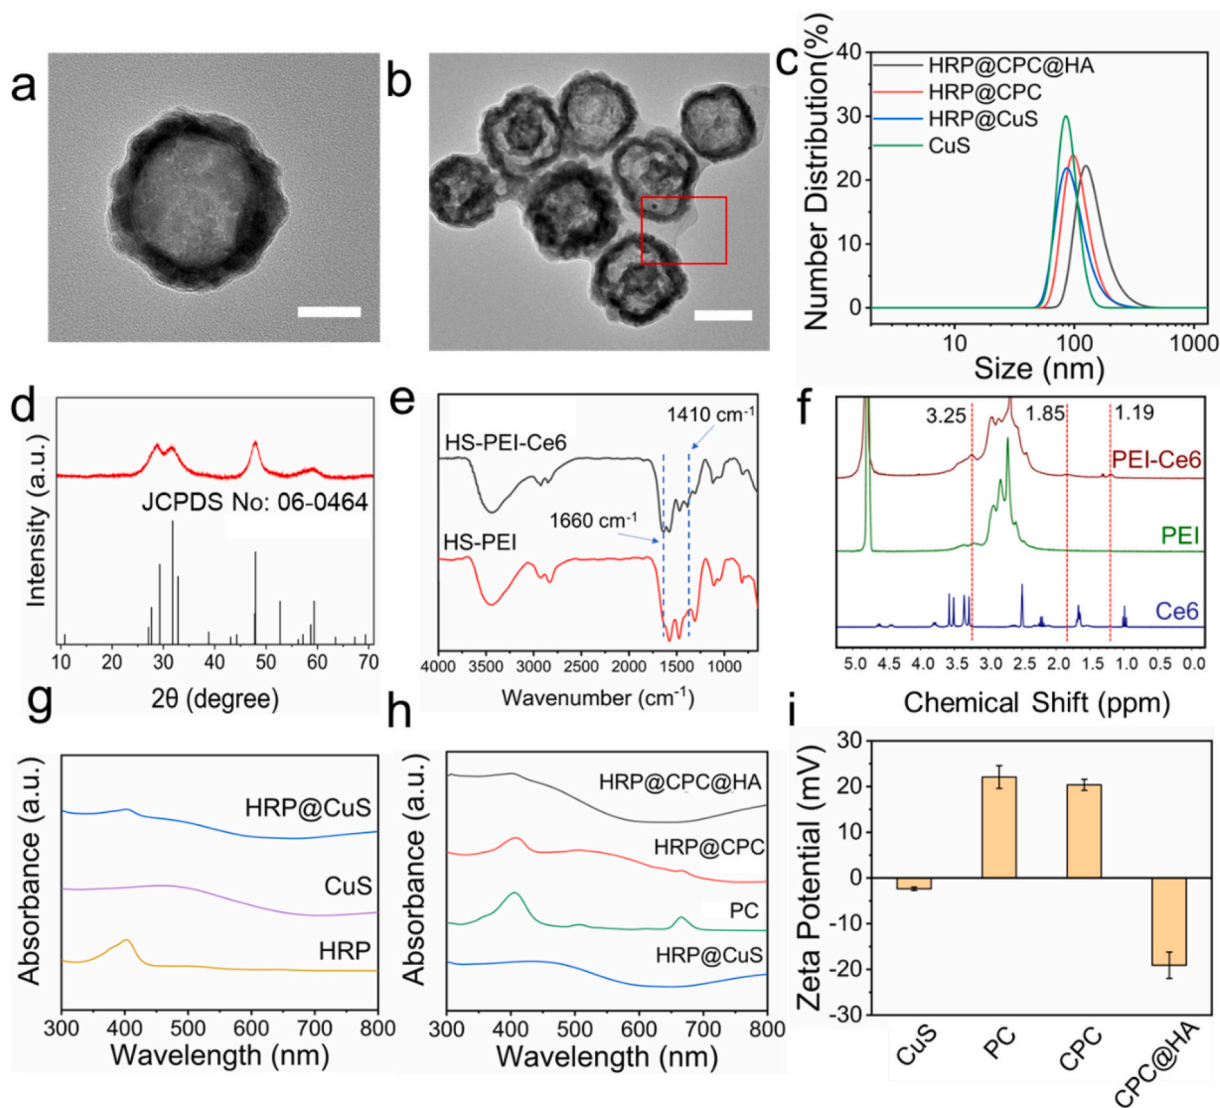 a
b
c
Number Distribution(%)
40
30
20
10
0
HRP@CPC@HA
HRP@CPC
HRP@CuS
CuS
10 100 1000
Size (nm)
d
Intensity (a.u.)
JCPDS No: 06-0464
10 20 30 40 50 60 70
2θ (degree)
e
1410 cm⁻¹
HS-PEI-Ce6
1660 cm⁻¹
HS-PEI
4000 3500 3000 2500 2000 1500 1000
Wavenumber (cm⁻¹)
f
3.25 1.85 1.19
PEI-Ce6
PEI
Ce6
5.0 4.5 4.0 3.5 3.0 2.5 2.0 1.5 1.0 0.5 0.0
Chemical Shift (ppm)
g
Absorbance (a.u.)
HRP@CuS
CuS
HRP
300 400 500 600 700 800
Wavelength (nm)
h
Absorbance (a.u.)
HRP@CPC@HA
HRP@CPC
PC
HRP@CuS
300 400 500 600 700 800
Wavelength (nm)
i
Zeta Potential (mV)
30
20
10
0
-10
-20
-30
CuS
PC
CPC
CPC@HA